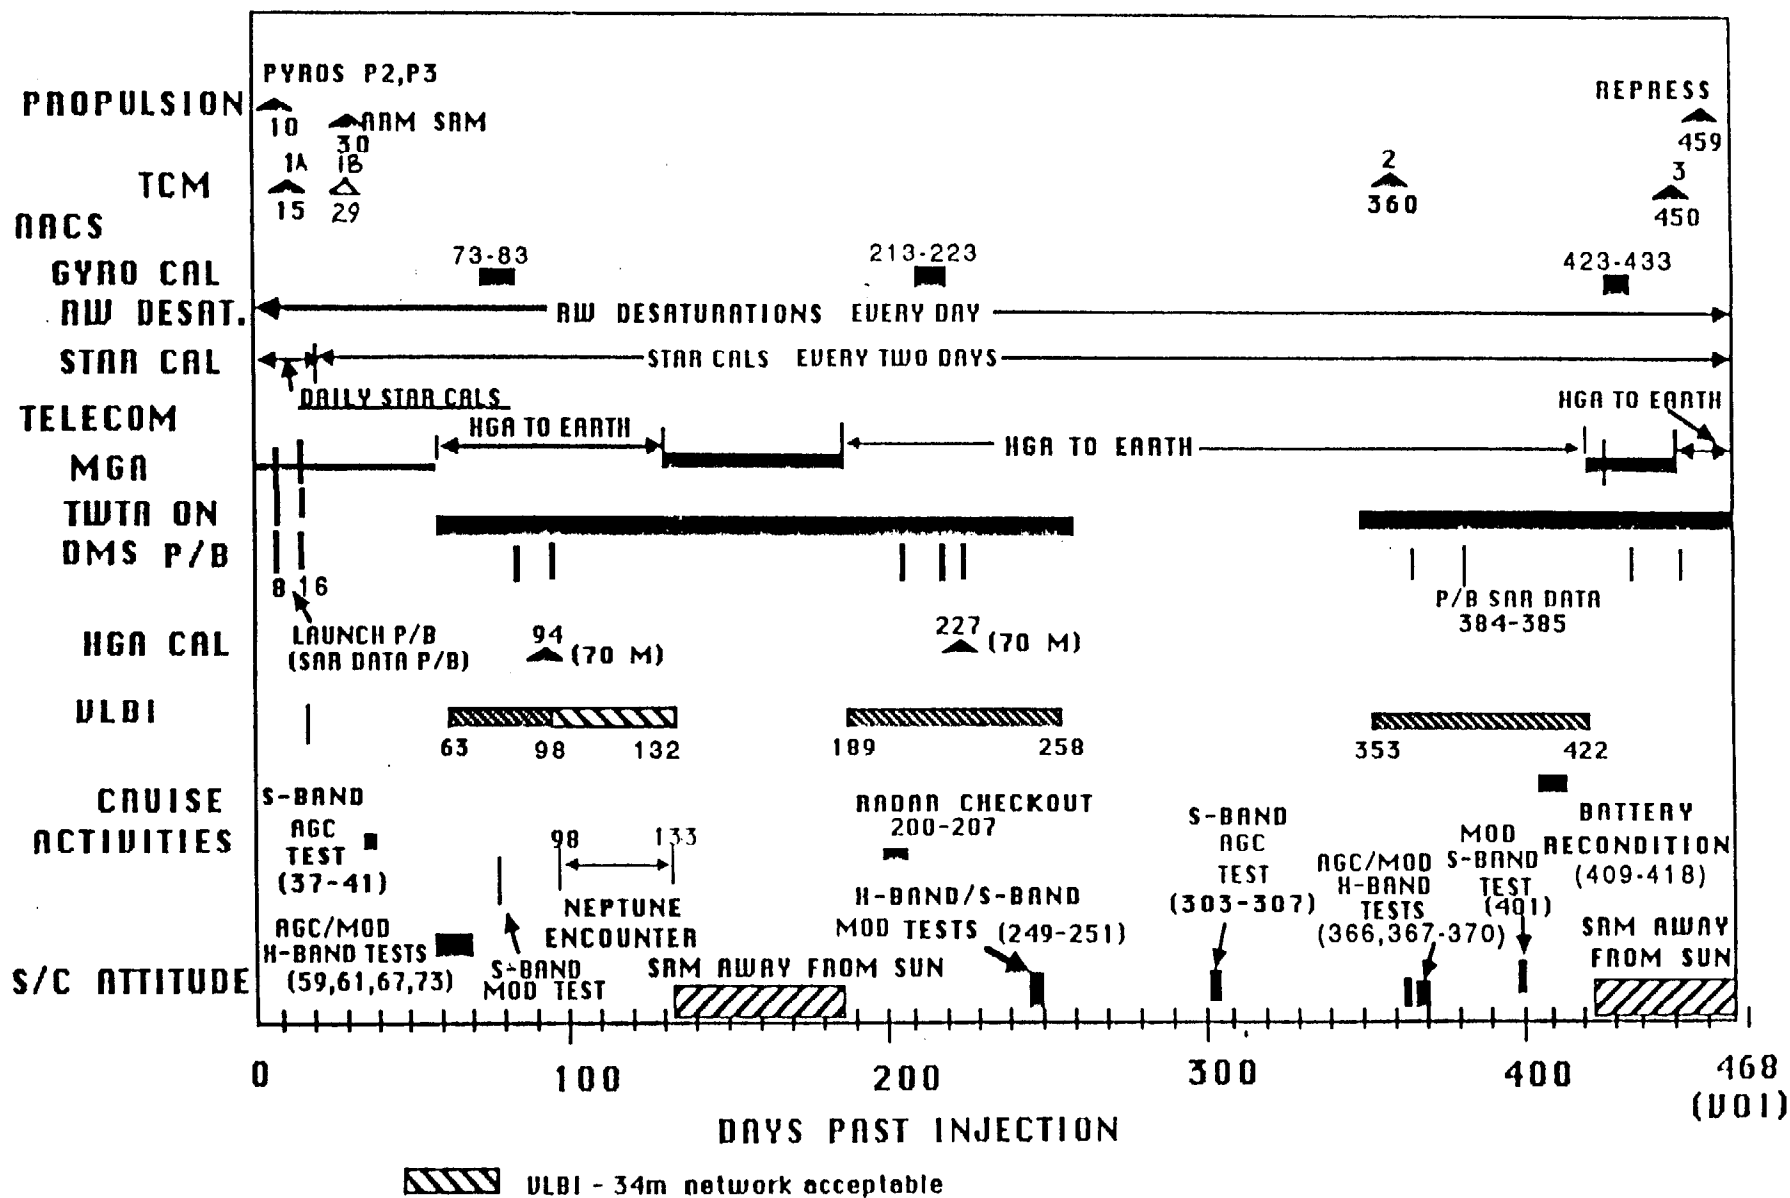 PYROS P2,P3
PROPULSION
10
ARM SRM
30
REPRESS
459
TCM
1A
15
1B
29
2
360
3
450
AACS
GYRO CAL
73-83
213-223
423-433
RW DESAT.
RW DESATURATIONS EVERY DAY
STAR CAL
STAR CALS EVERY TWO DAYS
DAILY STAR CALS
TELECOM
HGA TO EARTH
HGA TO EARTH
HGA TO EARTH
MGA
TWTA ON
DMS P/B
8 16
LAUNCH P/B
(SAR DATA P/B)
P/B SAR DATA
384-385
HGA CAL
94
(70 M)
227
(70 M)
VLBI
63
98
132
189
258
353
422
CRUISE
ACTIVITIES
S-BAND
AGC
TEST
(37-41)
AGC/MOD
X-BAND TESTS
(59,61,67,73)
98
133
NEPTUNE
ENCOUNTER
S-BAND
MOD TEST
RADAR CHECKOUT
200-207
X-BAND/S-BAND
MOD TESTS (249-251)
S-BAND
AGC
TEST
(303-307)
AGC/MOD
X-BAND
TESTS
(366,367-370)
MOD
S-BAND
TEST
(401)
BATTERY
RECONDITION
(409-418)
S/C ATTITUDE
SRM AWAY FROM SUN
SRM AWAY
FROM SUN
0
100
200
300
400
468
(VOI)
DAYS PAST INJECTION
VLBI - 34m network acceptable